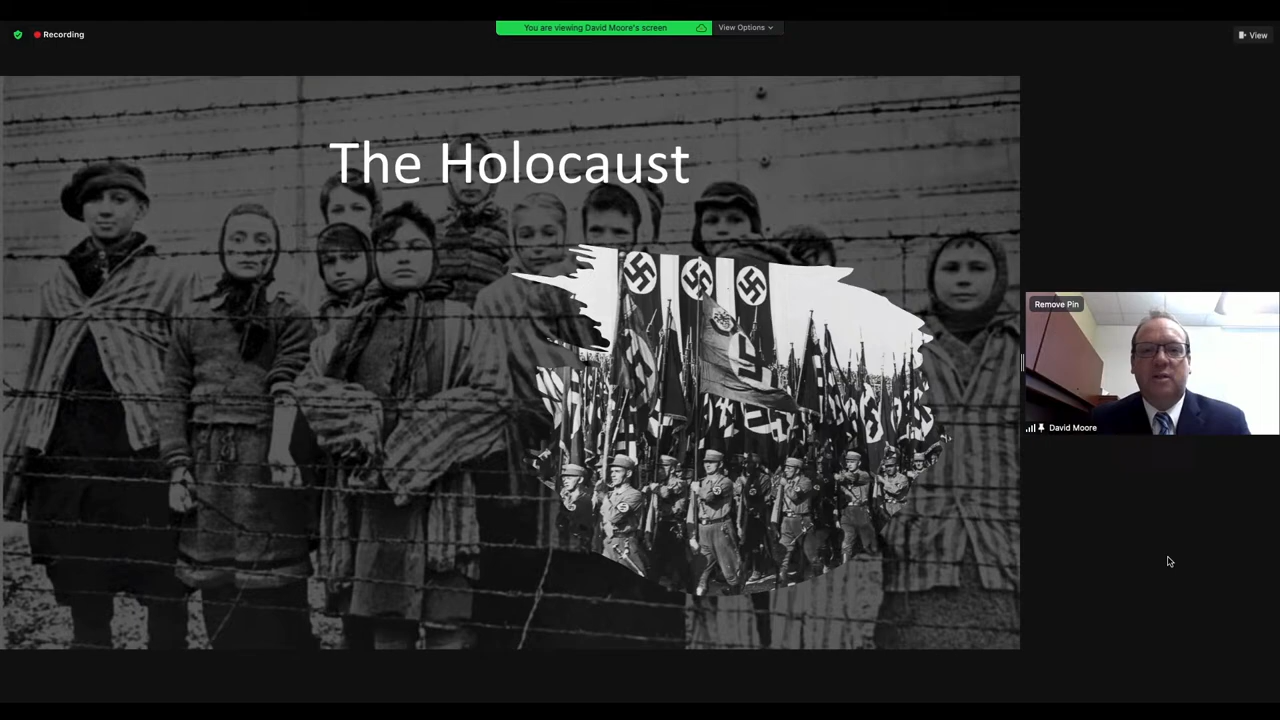 You are viewing David Moore's screen
View Options
Recording
View
The Holocaust
Remove Pin
David Moore